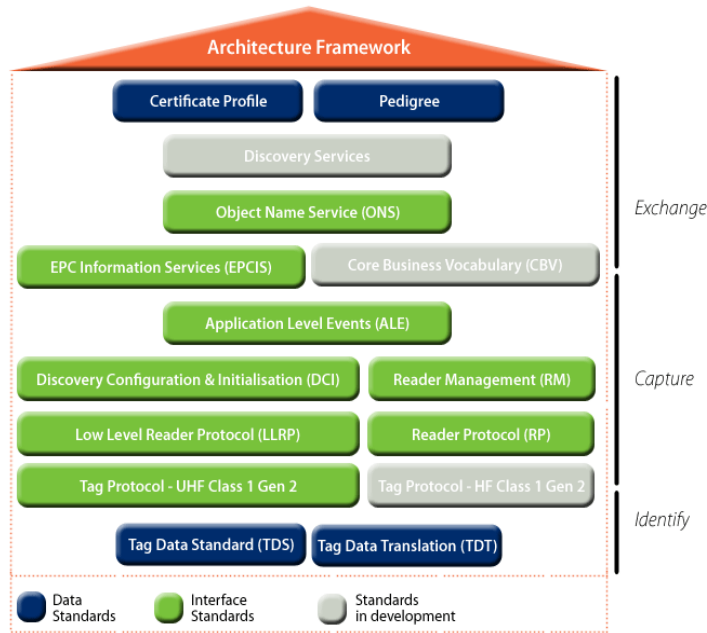 Architecture Framework
Certificate Profile
Pedigree
Discovery Services
Object Name Service (ONS)
Exchange
EPC Information Services (EPCIS)
Core Business Vocabulary (CBV)
Application Level Events (ALE)
Discovery Configuration & Initialisation (DCI)
Reader Management (RM)
Capture
Low Level Reader Protocol (LLRP)
Reader Protocol (RP)
Tag Protocol - UHF Class 1 Gen 2
Tag Protocol - HF Class 1 Gen 2
Identify
Tag Data Standard (TDS)
Tag Data Translation (TDT)
Data
Standards
Interface
Standards
Standards
in development